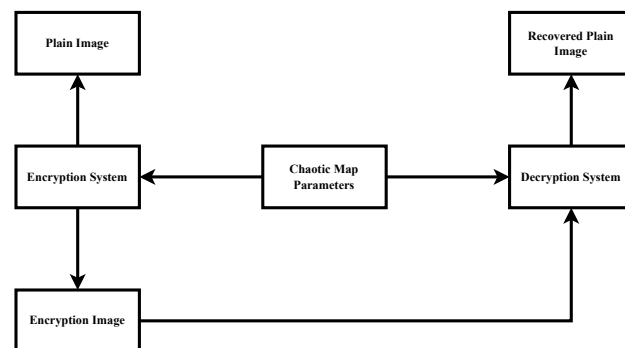 Plain Image
Recovered Plain
Image
Encryption System
Chaotic Map
Parameters
Decryption System
Encryption Image